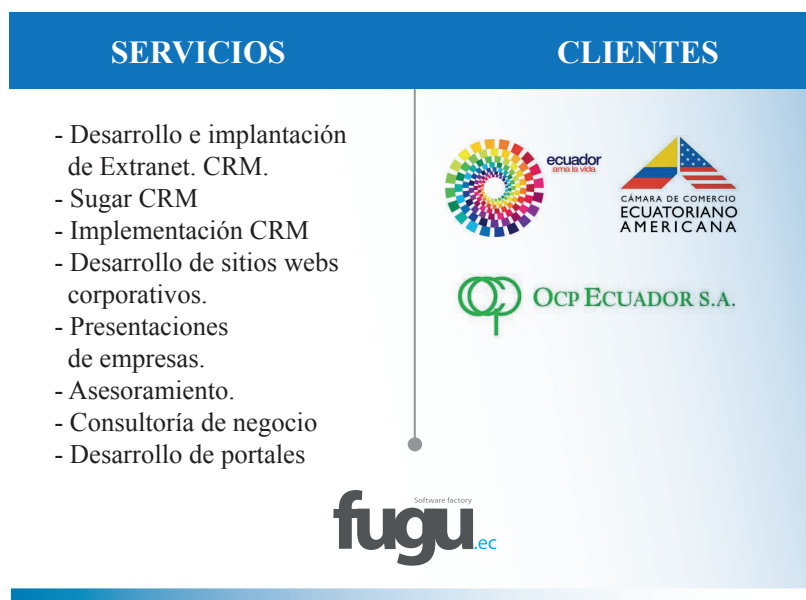 SERVICIOS
- Desarrollo e implantación
de Extranet. CRM.
- Sugar CRM
- Implementación CRM
- Desarrollo de sitios webs
corporativos.
- Presentaciones
de empresas.
- Asesoramiento.
- Consultoría de negocio
- Desarrollo de portales
CLIENTES
ecuador
ama la vida
CÁMARA DE COMERCIO
ECUATORIANO
AMERICANA
OCP ECUADOR S.A.
Software factory
fugu.ec